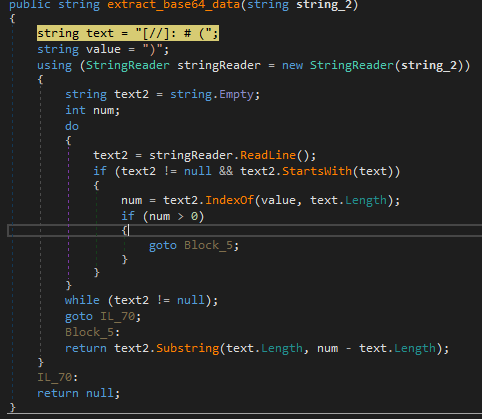 public string extract_base64_data(string string_2)
{
string text = "[//]: # (";
string value = ")";
using (StringReader stringReader = new StringReader(string_2))
{
string text2 = string.Empty;
int num;
do
{
text2 = stringReader.ReadLine();
if (text2 != null && text2.StartsWith(text))
{
num = text2.IndexOf(value, text.Length);
if (num > 0)
{
goto Block_5;
}
}
}
while (text2 != null);
goto IL_70;
Block_5:
return text2.Substring(text.Length, num - text.Length);
}
IL_70:
return null;
}